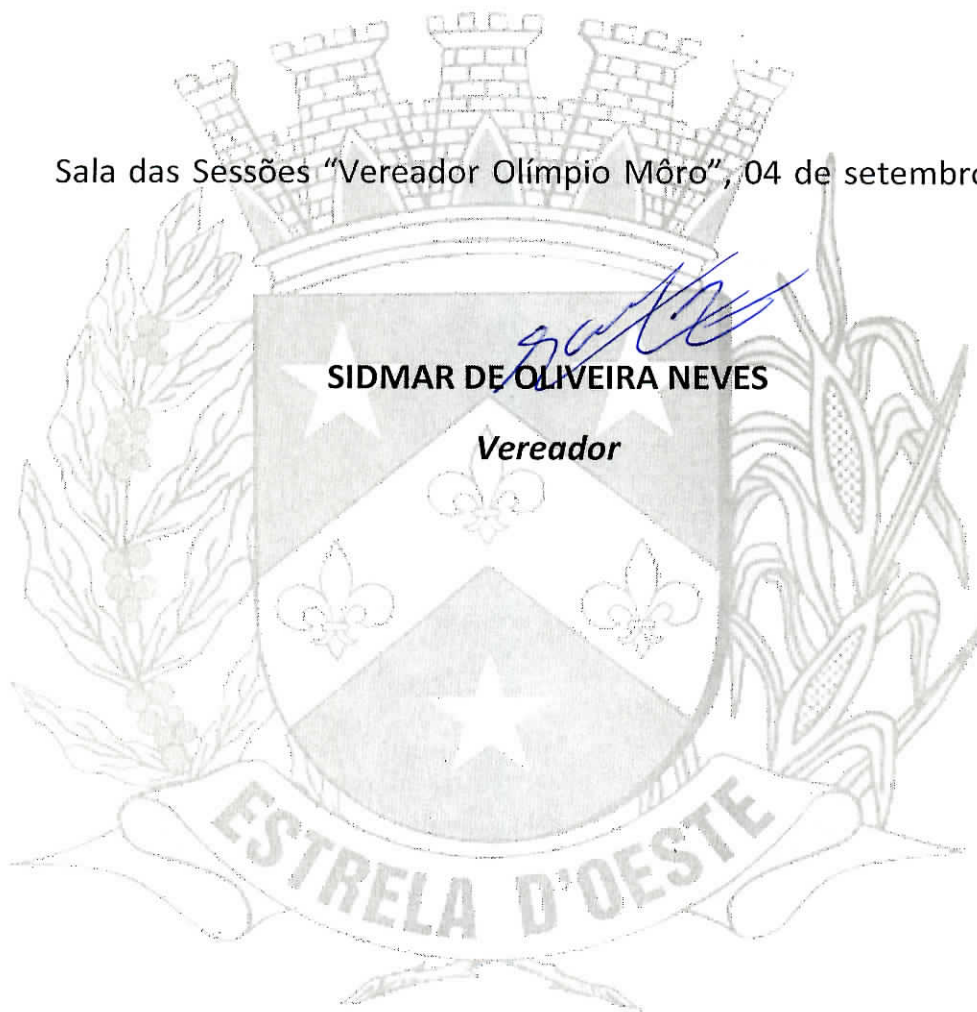 Sala das Sessões “Vereador Olímpio Môro”, 04 de setembro
SIDMAR DE OLIVEIRA NEVES
Vereador
ESTRELA D'OESTE